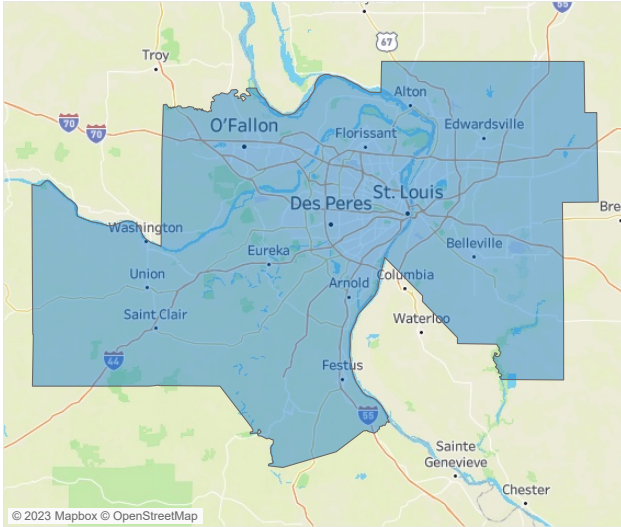 55
67
Troy
Alton
70
70
O'Fallon
Edwardsville
Florissant
St. Louis
Des Peres
Bre
Washington
Eureka
Belleville
Union
Arnold
Columbia
Saint Clair
Waterloo
44
Festus
55
Sainte
Genevieve
Chester
© 2023 Mapbox © OpenStreetMap